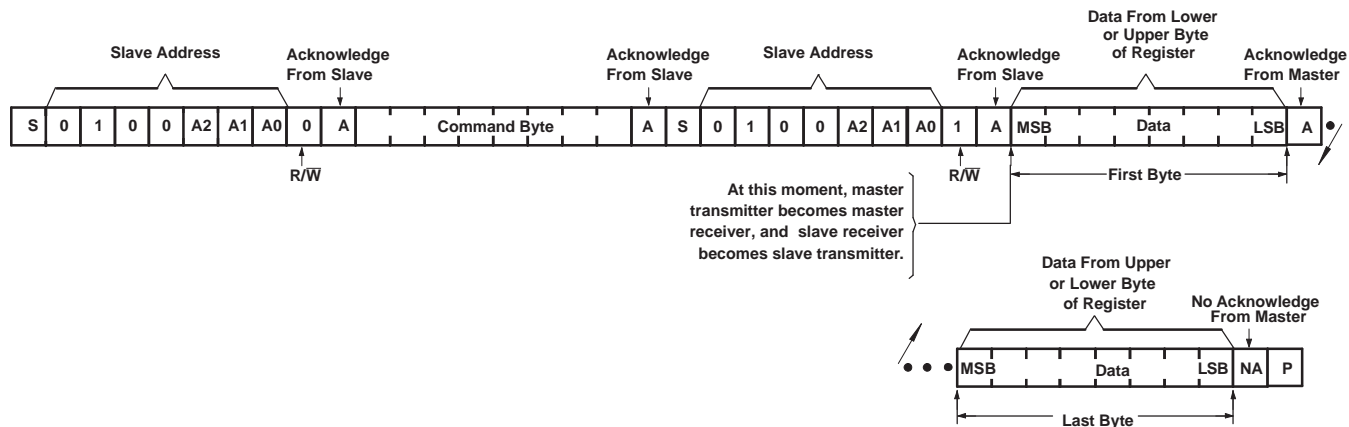 Slave Address
Acknowledge
From Slave
Acknowledge
From Slave
Slave Address
Acknowledge
From Slave
Data From Lower
or Upper Byte
of Register
Acknowledge
From Master
S 0 1 0 0 A2 A1 A0 0 A Command Byte A S 0 1 0 0 A2 A1 A0 1 A MSB Data LSB A
R/W̅
R/W̅
First Byte
At this moment, master
transmitter becomes master
receiver, and slave receiver
becomes slave transmitter.
Data From Upper
or Lower Byte
of Register
No Acknowledge
From Master
MSB Data LSB NA P
Last Byte